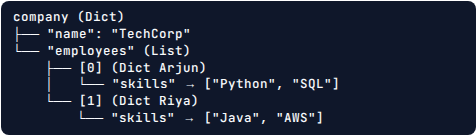 company (Dict)
├── "name": "TechCorp"
└── "employees" (List)
    ├── [0] (Dict Arjun)
    │   └── "skills" → ["Python", "SQL"]
    └── [1] (Dict Riya)
        └── "skills" → ["Java", "AWS"]